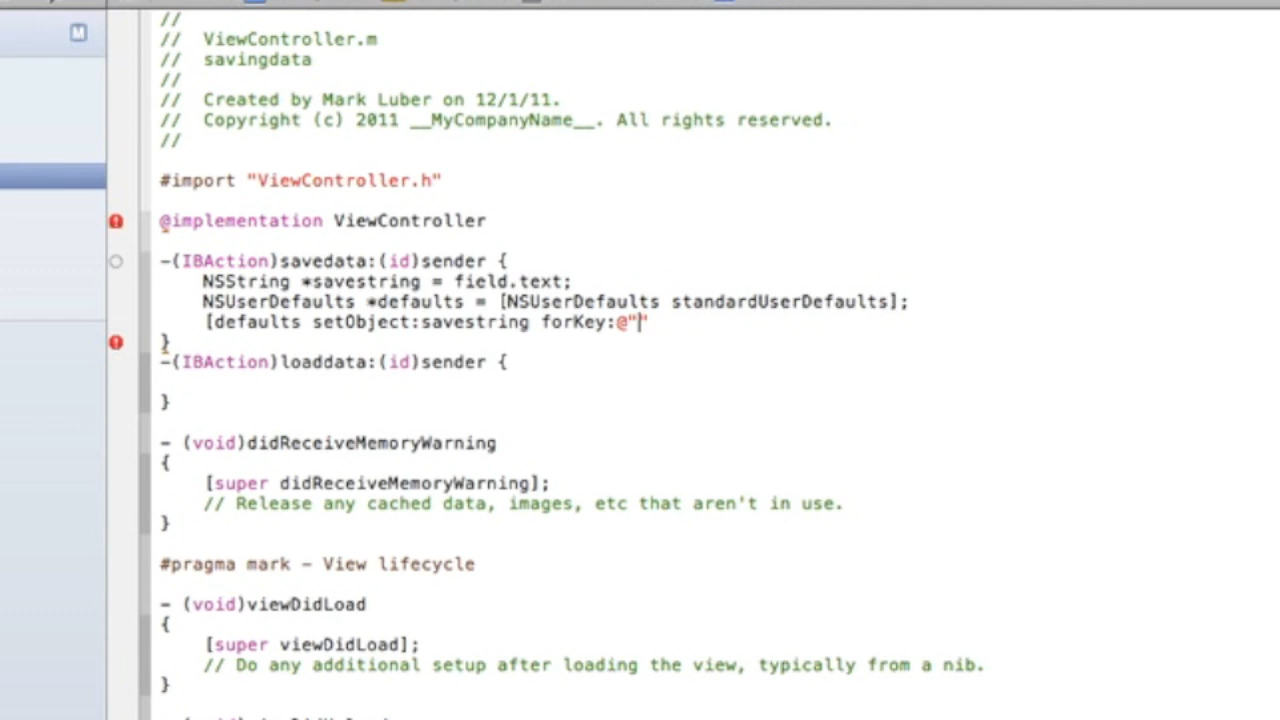 M
//
// ViewController.m
// savingdata
//
// Created by Mark Luber on 12/1/11.
// Copyright (c) 2011 __MyCompanyName__. All rights reserved.
//
#import "ViewController.h"
@implementation ViewController
-(IBAction)savedata:(id)sender {
NSString *savestring = field.text;
NSUserDefaults *defaults = [NSUserDefaults standardUserDefaults];
[defaults setObject:savestring forKey:@""
}
-(IBAction)loaddata:(id)sender {
}
- (void)didReceiveMemoryWarning
{
[super didReceiveMemoryWarning];
// Release any cached data, images, etc that aren't in use.
}
#pragma mark - View lifecycle
- (void)viewDidLoad
{
[super viewDidLoad];
// Do any additional setup after loading the view, typically from a nib.
}